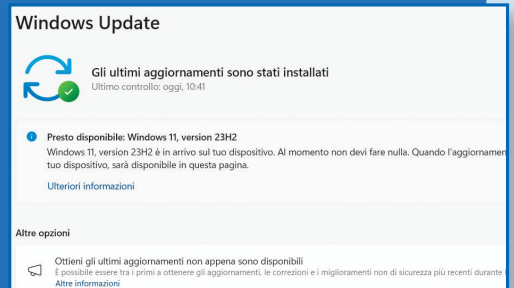 Windows Update
Gli ultimi aggiornamenti sono stati installati
Ultimo controllo: oggi, 10:41
Presto disponibile: Windows 11, version 23H2
Windows 11, version 23H2 è in arrivo sul tuo dispositivo. Al momento non devi fare nulla. Quando l'aggiornamen
tuo dispositivo, sarà disponibile in questa pagina.
Ulteriori informazioni
Altre opzioni
Ottieni gli ultimi aggiornamenti non appena sono disponibili
È possibile essere tra i primi a ottenere gli aggiornamenti, le correzioni e i miglioramenti non di sicurezza più recenti durante
Altre informazioni